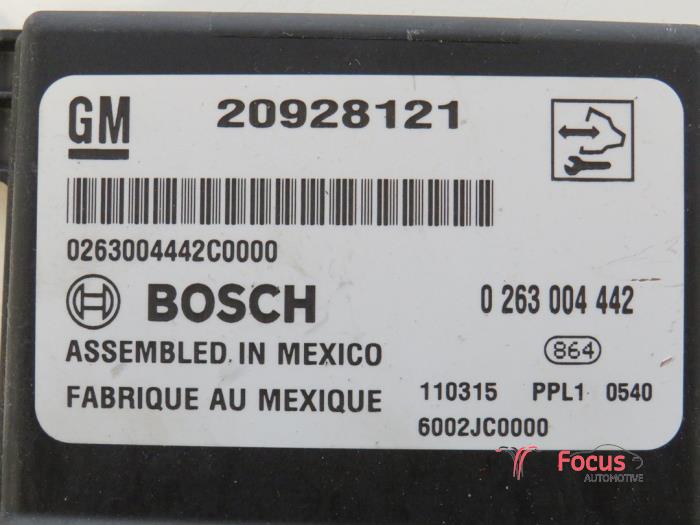 GM 20928121
0263004442C0000
BOSCH 0 263 004 442
ASSEMBLED IN MEXICO 864
FABRIQUE AU MEXIQUE 110315 PPL1 0540
6002JC0000
Focus
AUTOMOTIVE